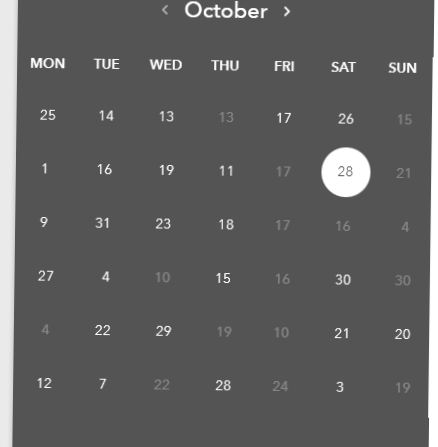 ‹ October ›
MON TUE WED THU FRI SAT SUN
25 14 13 13 17 26 15
1 16 19 11 17 28 21
9 31 23 18 17 16 4
27 4 10 15 16 30 30
4 22 29 19 10 21 20
12 7 22 28 24 3 19